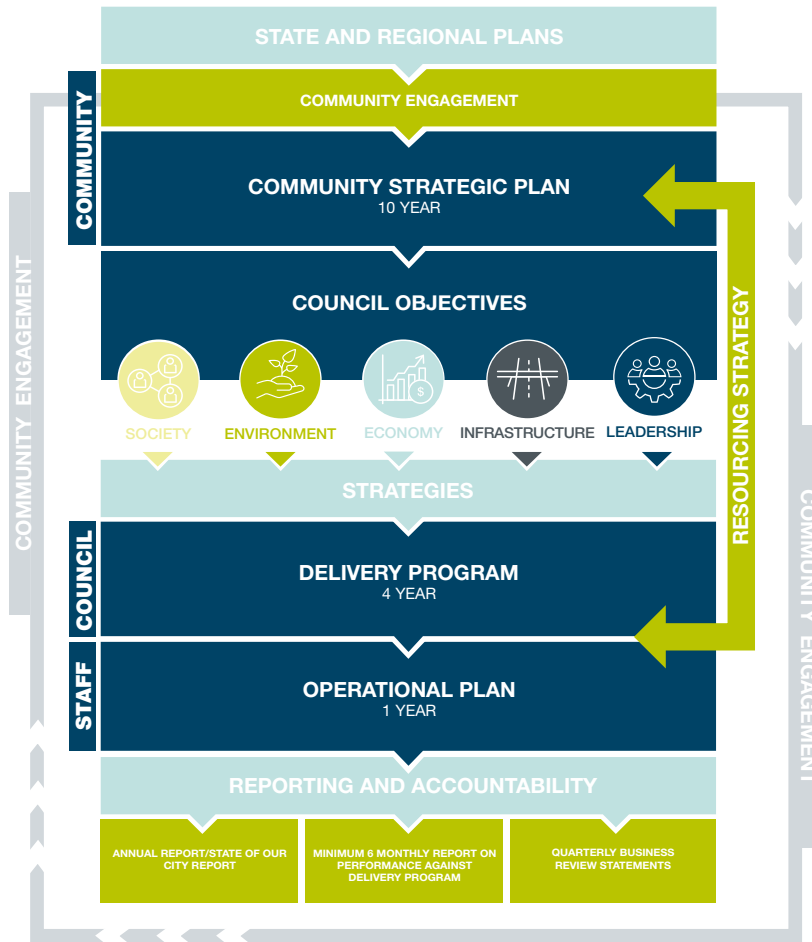 STATE AND REGIONAL PLANS
COMMUNITY ENGAGEMENT
COMMUNITY
COMMUNITY STRATEGIC PLAN
10 YEAR
COUNCIL OBJECTIVES
COMMUNITY ENGAGEMENT
RESOURCING STRATEGY
$
SOCIETY
ENVIRONMENT
ECONOMY
INFRASTRUCTURE
LEADERSHIP
STRATEGIES
COUNCIL
DELIVERY PROGRAM
4 YEAR
COMMUNITY ENGAGEMENT
STAFF
OPERATIONAL PLAN
1 YEAR
REPORTING AND ACCOUNTABILITY
ANNUAL REPORT/STATE OF OUR
CITY REPORT
MINIMUM 6 MONTHLY REPORT ON
PERFORMANCE AGAINST
DELIVERY PROGRAM
QUARTERLY BUSINESS
REVIEW STATEMENTS